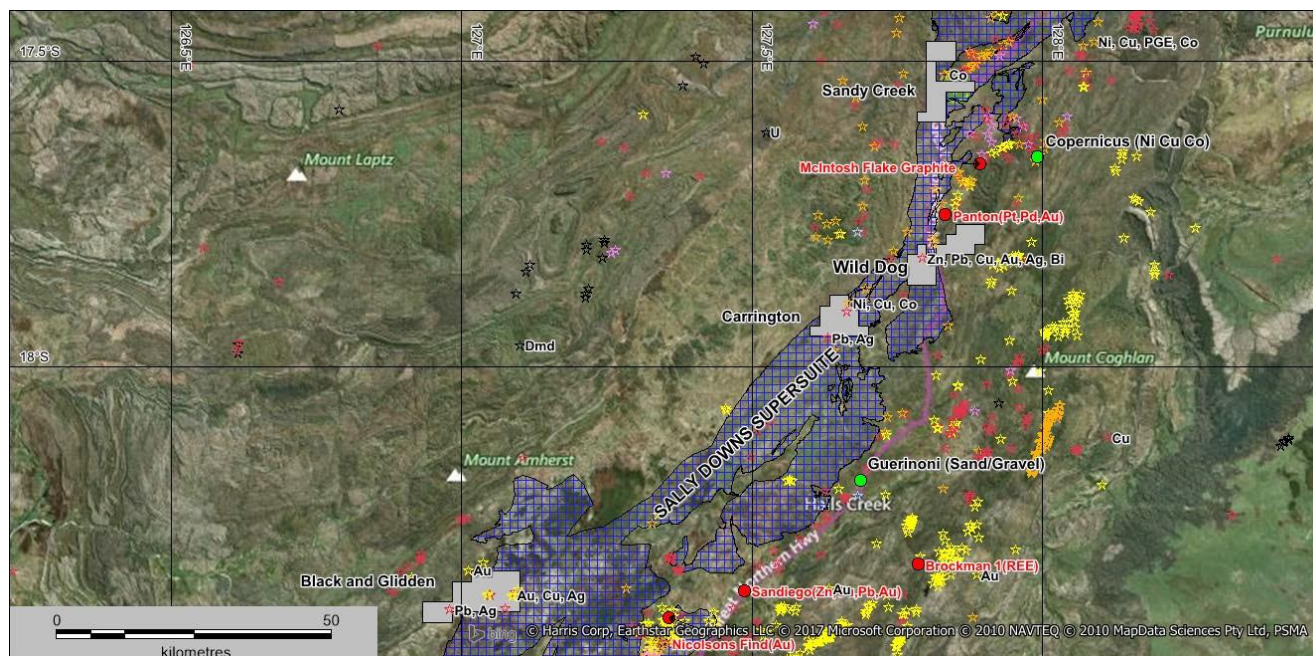 126.5°E
127°E
127.5°E
128°E
17.5°S
18°S
Purnulu
Ni, Cu, PGE, Co
Co
Sandy Creek
U
Copernicus (Ni Cu Co)
Mount Laptz
McIntosh Flake Graphite
Panton(Pt,Pd,Au)
Zn, Pb, Cu, Au, Ag, Bi
Wild Dog
Ni, Cu, Co
Carrington
Pb, Ag
Dmd
Mount Coghlan
SALLY DOWNS SUPERSUITE
Cu
Mount Amherst
Guerinoni (Sand/Gravel)
Halls Creek
Northern Hwy
Brockman 1(REE)
Au
Au
Black and Glidden
Au, Cu, Ag
Pb, Ag
Sandiego(Zn, Pb,Au)
Au
0 50
kilometres
bing
© Harris Corp, Earthstar Geographics LLC © 2017 Microsoft Corporation © 2010 NAVTEQ © 2010 MapData Sciences Pty Ltd, PSMA
Nicolsons Find(Au)